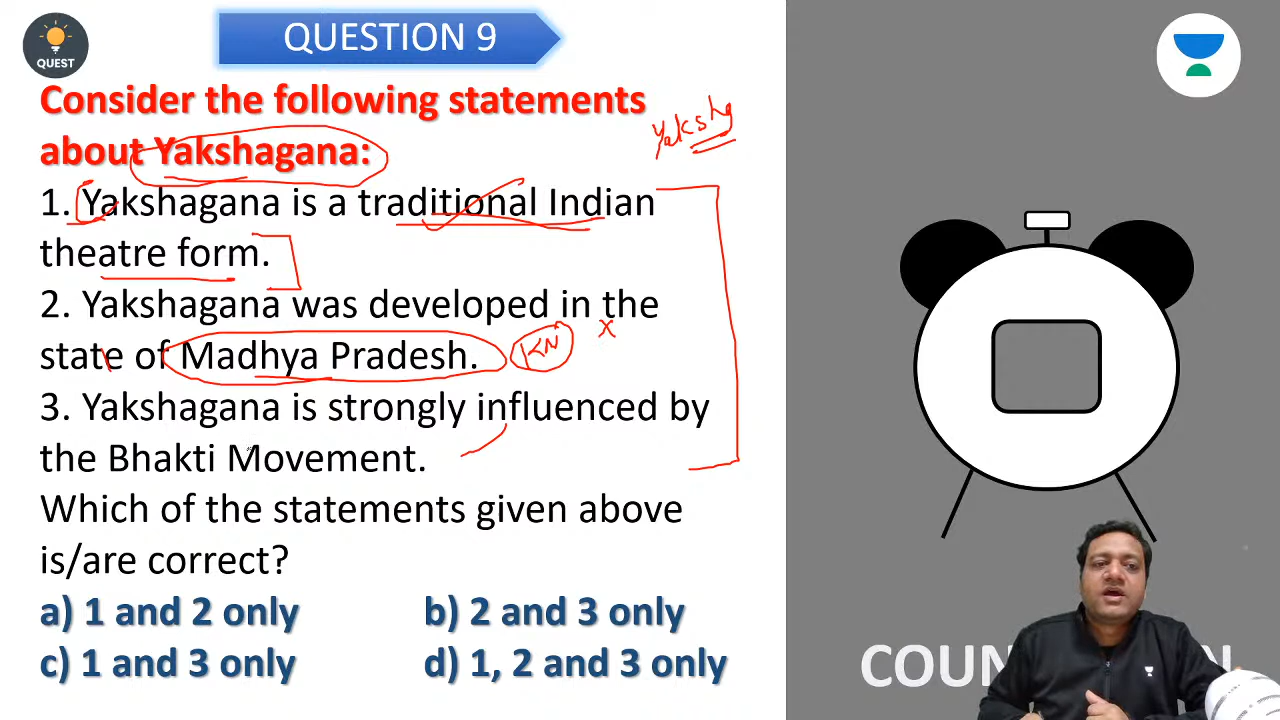 QUEST
QUESTION 9
Consider the following statements
about Yakshagana:
Yaksha
1. Yakshagana is a traditional Indian
theatre form.
2. Yakshagana was developed in the
state of Madhya Pradesh. KN x
3. Yakshagana is strongly influenced by
the Bhakti Movement.
Which of the statements given above
is/are correct?
a) 1 and 2 only
b) 2 and 3 only
c) 1 and 3 only
d) 1, 2 and 3 only
COUN N